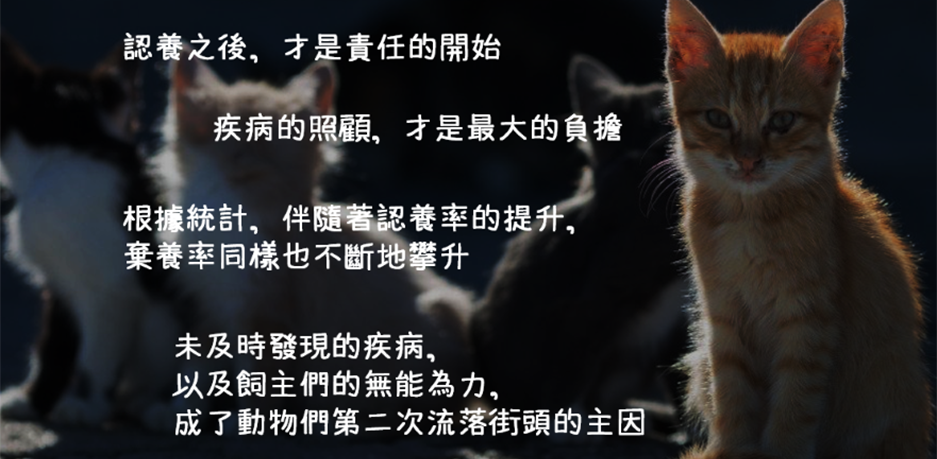 認養之後，才是責任的開始
疾病的照顧，才是最大的負擔
根據統計，伴隨著認養率的提升，
棄養率同樣也不斷地攀升
未及時發現的疾病，
以及飼主們的無能為力，
成了動物們第二次流落街頭的主因